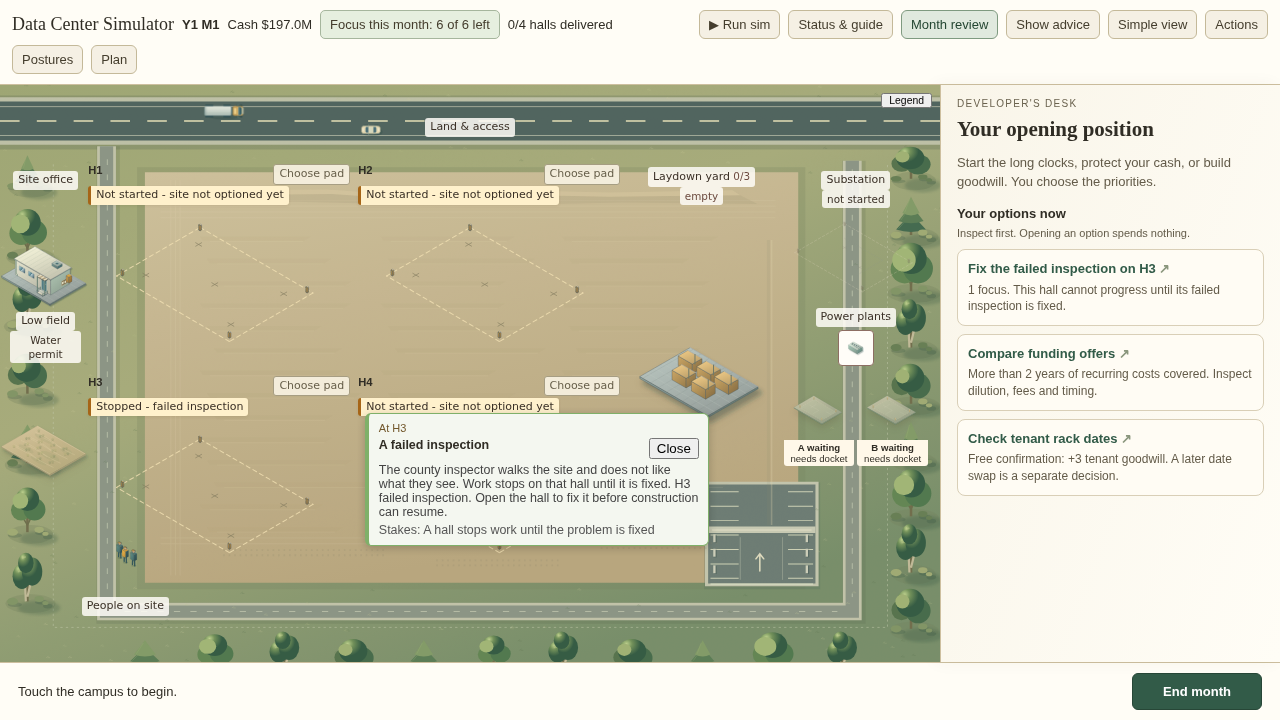 Data Center Simulator Y1 M1 Cash $197.0M Focus this month: 6 of 6 left 0/4 halls delivered
▶ Run sim Status & guide Month review Show advice Simple view Actions
Postures Plan
Legend
Land & access
Site office
H1 Choose pad
Not started - site not optioned yet
H2 Choose pad
Not started - site not optioned yet
Laydown yard 0/3
empty
Substation
not started
Low field
Water
permit
Power plants
H3 Choose pad
Stopped - failed inspection
H4 Choose pad
Not started - site not optioned yet
At H3
A failed inspection
Close
The county inspector walks the site and does not like
what they see. Work stops on that hall until it is fixed. H3
failed inspection. Open the hall to fix it before construction
can resume.
Stakes: A hall stops work until the problem is fixed
A waiting
needs docket
B waiting
needs docket
People on site
DEVELOPER'S DESK
Your opening position
Start the long clocks, protect your cash, or build
goodwill. You choose the priorities.
Your options now
Inspect first. Opening an option spends nothing.
Fix the failed inspection on H3 ↗
1 focus. This hall cannot progress until its failed
inspection is fixed.
Compare funding offers ↗
More than 2 years of recurring costs covered. Inspect
dilution, fees and timing.
Check tenant rack dates ↗
Free confirmation: +3 tenant goodwill. A later date
swap is a separate decision.
Touch the campus to begin.
End month